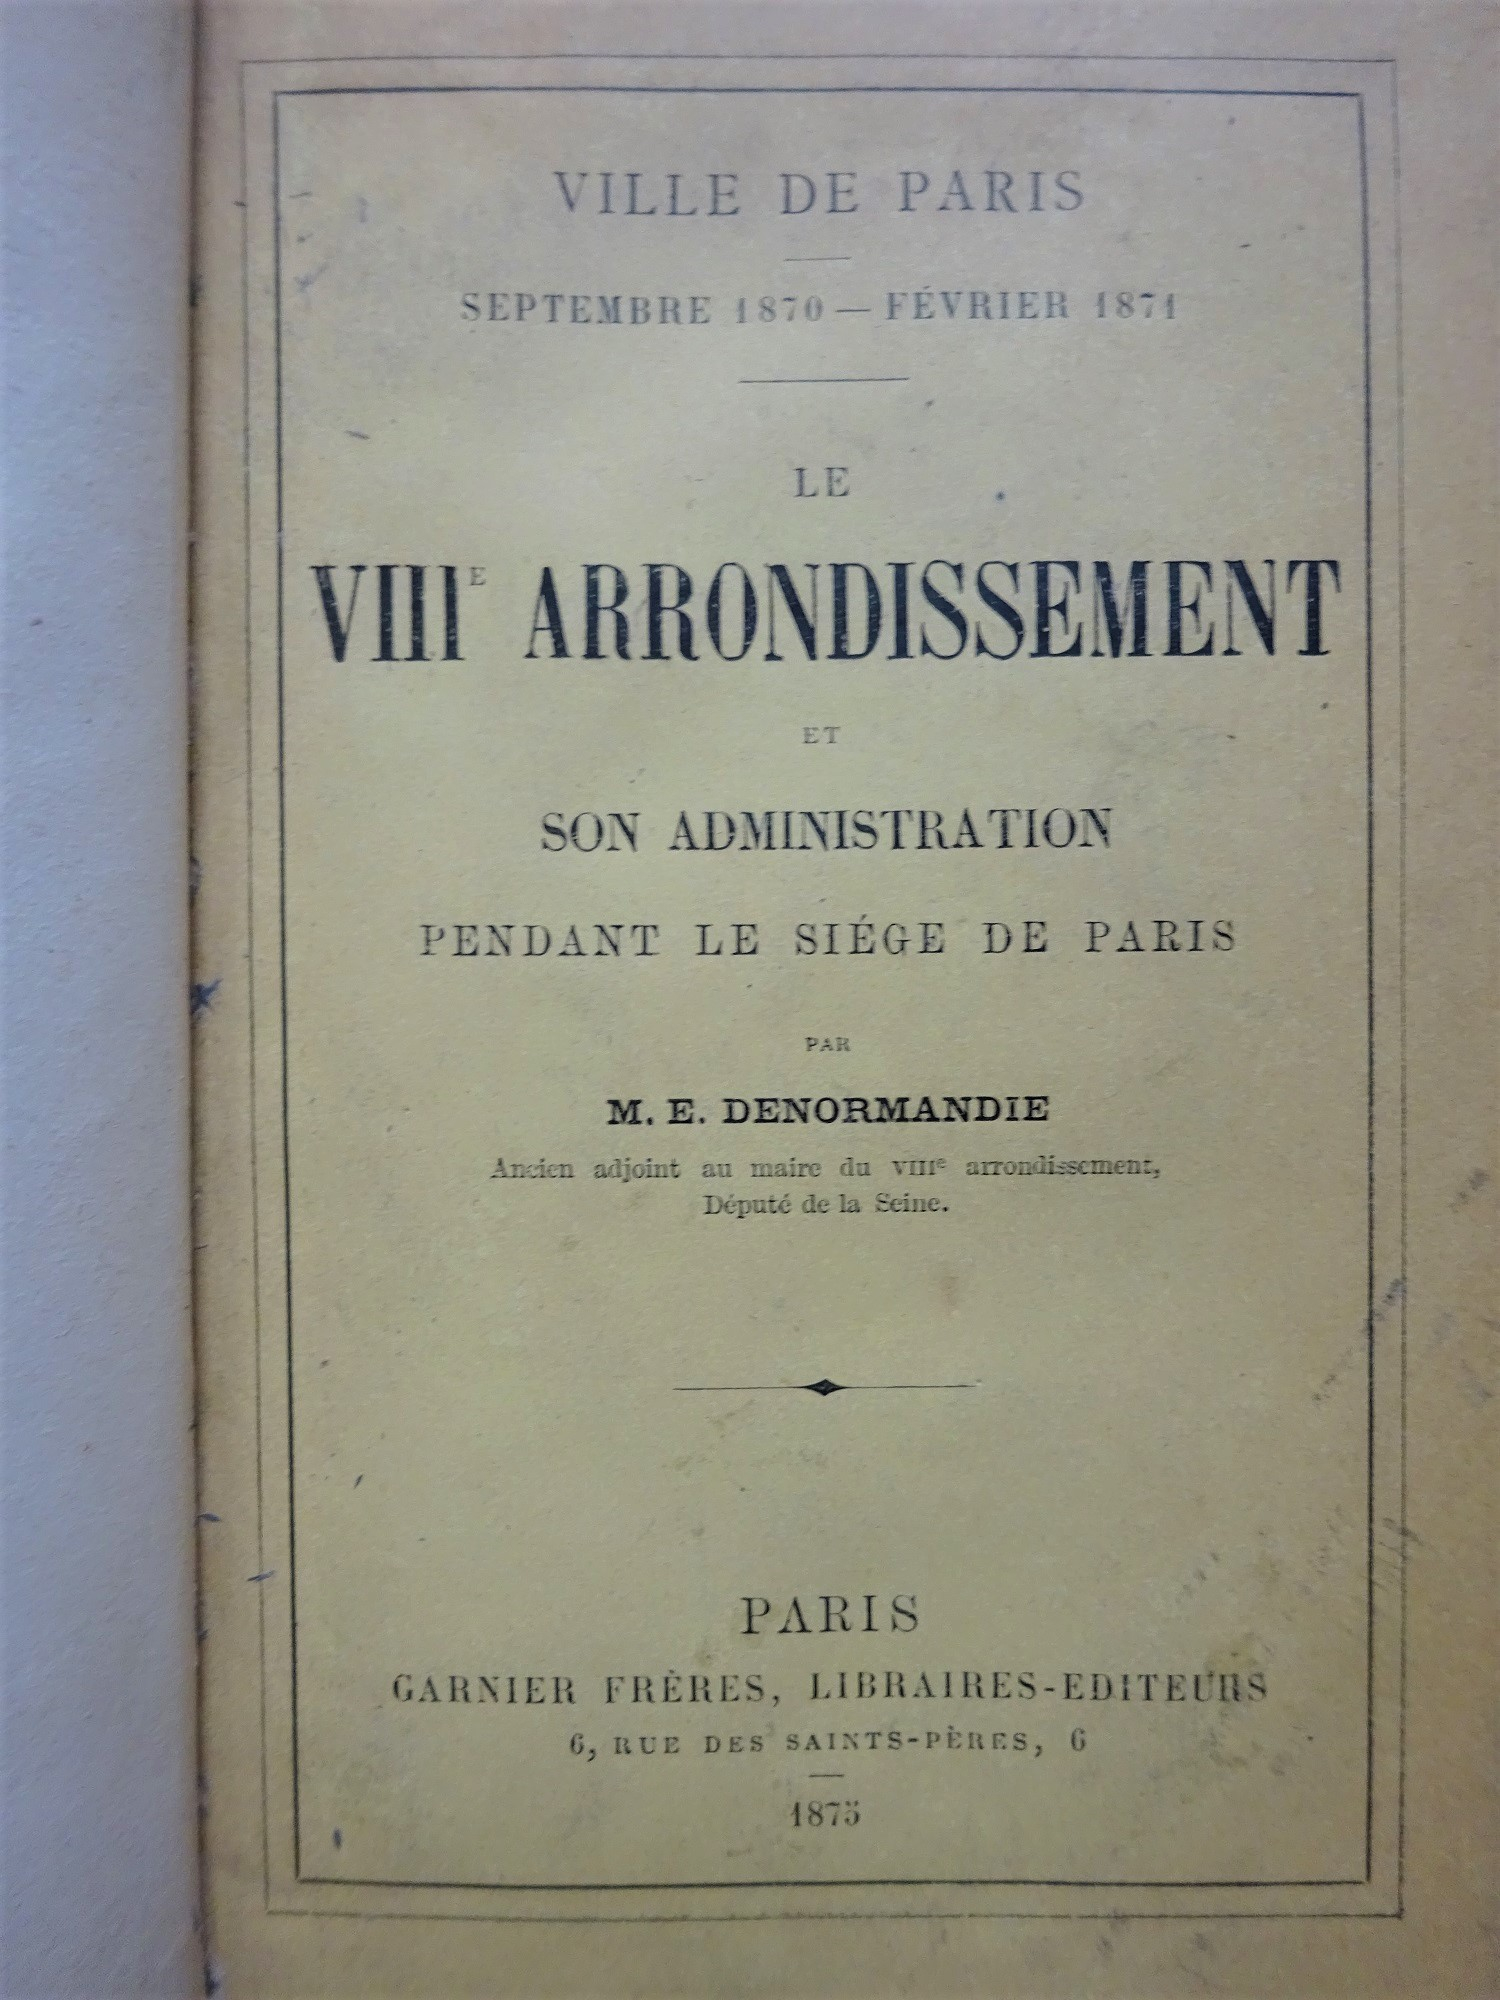 VILLE DE PARIS
SEPTEMBRE 1870 — FÉVRIER 1871
LE
VIIIE ARRONDISSEMENT
ET
SON ADMINISTRATION
PENDANT LE SIÉGE DE PARIS
PAR
M. E. DENORMANDIE
Ancien adjoint au maire du VIIIe arrondissement,
Député de la Seine.
PARIS
GARNIER FRÈRES, LIBRAIRES-EDITEURS
6, RUE DES SAINTS-PÈRES, 6
1875